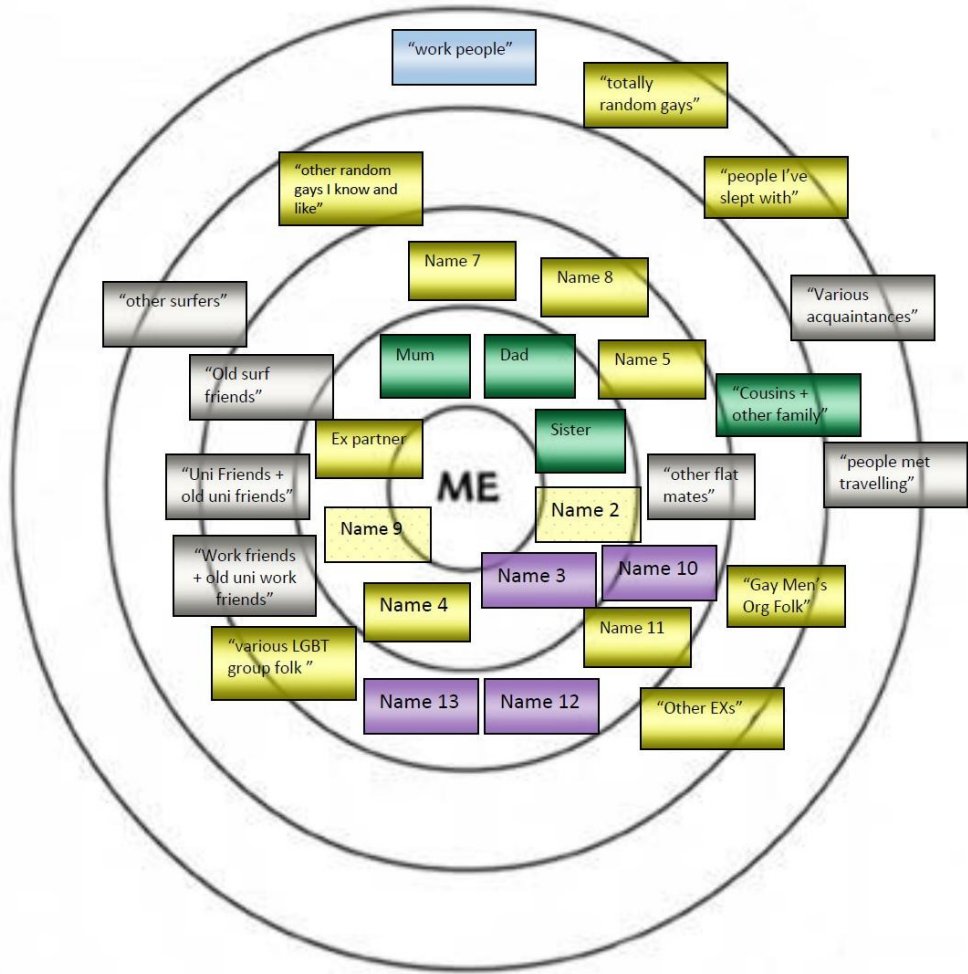 “work people”
“totally
random gays”
“other random
gays I know and
like”
“people I’ve
slept with”
Name 7
Name 8
“other surfers”
“Various
acquaintances”
Mum
Dad
Name 5
“Old surf
friends”
“Cousins +
other family”
Ex partner
Sister
“Uni Friends +
old uni friends”
ME
“other flat
mates”
“people met
travelling”
Name 9
Name 2
“Work friends
+ old uni work
friends”
Name 3
Name 10
“Gay Men’s
Org Folk”
Name 4
Name 11
“various LGBT
group folk ”
Name 13
Name 12
“Other EXs”